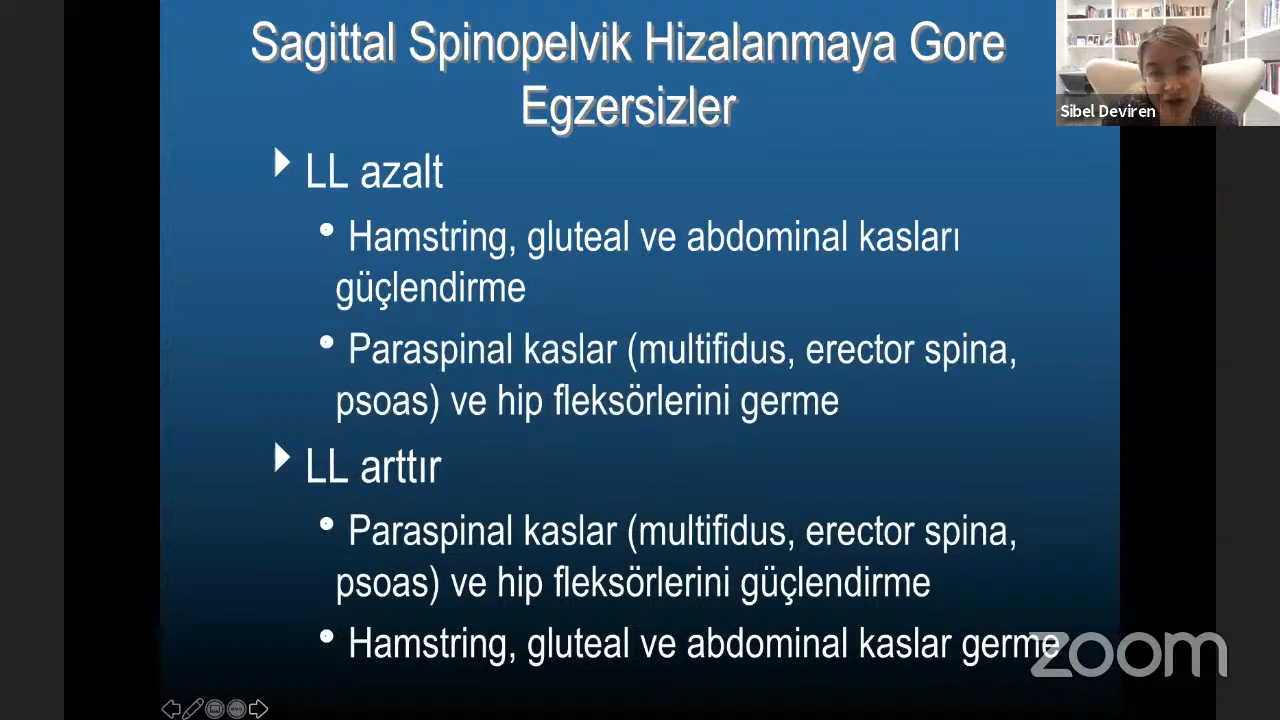 Sagittal Spinopelvik Hizalanmaya Gore
Egzersizler
Sibel Deviren
LL azalt
Hamstring, gluteal ve abdominal kasları
güçlendirme
Paraspinal kaslar (multifidus, erector spina,
psoas) ve hip fleksörlerini germe
LL arttır
Paraspinal kaslar (multifidus, erector spina,
psoas) ve hip fleksörlerini güçlendirme
Hamstring, gluteal ve abdominal kaslar germe
zoom